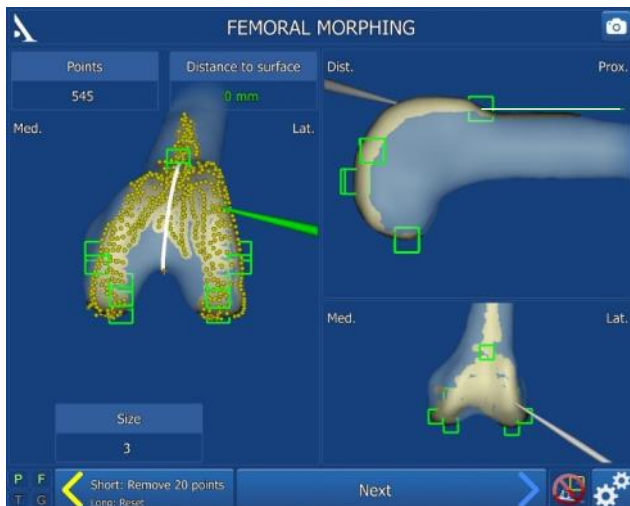 FEMORAL MORPHING
Points
Distance to surface
545
0 mm
Med.
Lat.
Dist.
Prox.
Med.
Lat.
Size
3
P F
T G
Short: Remove 20 points
Long: Reset
Next